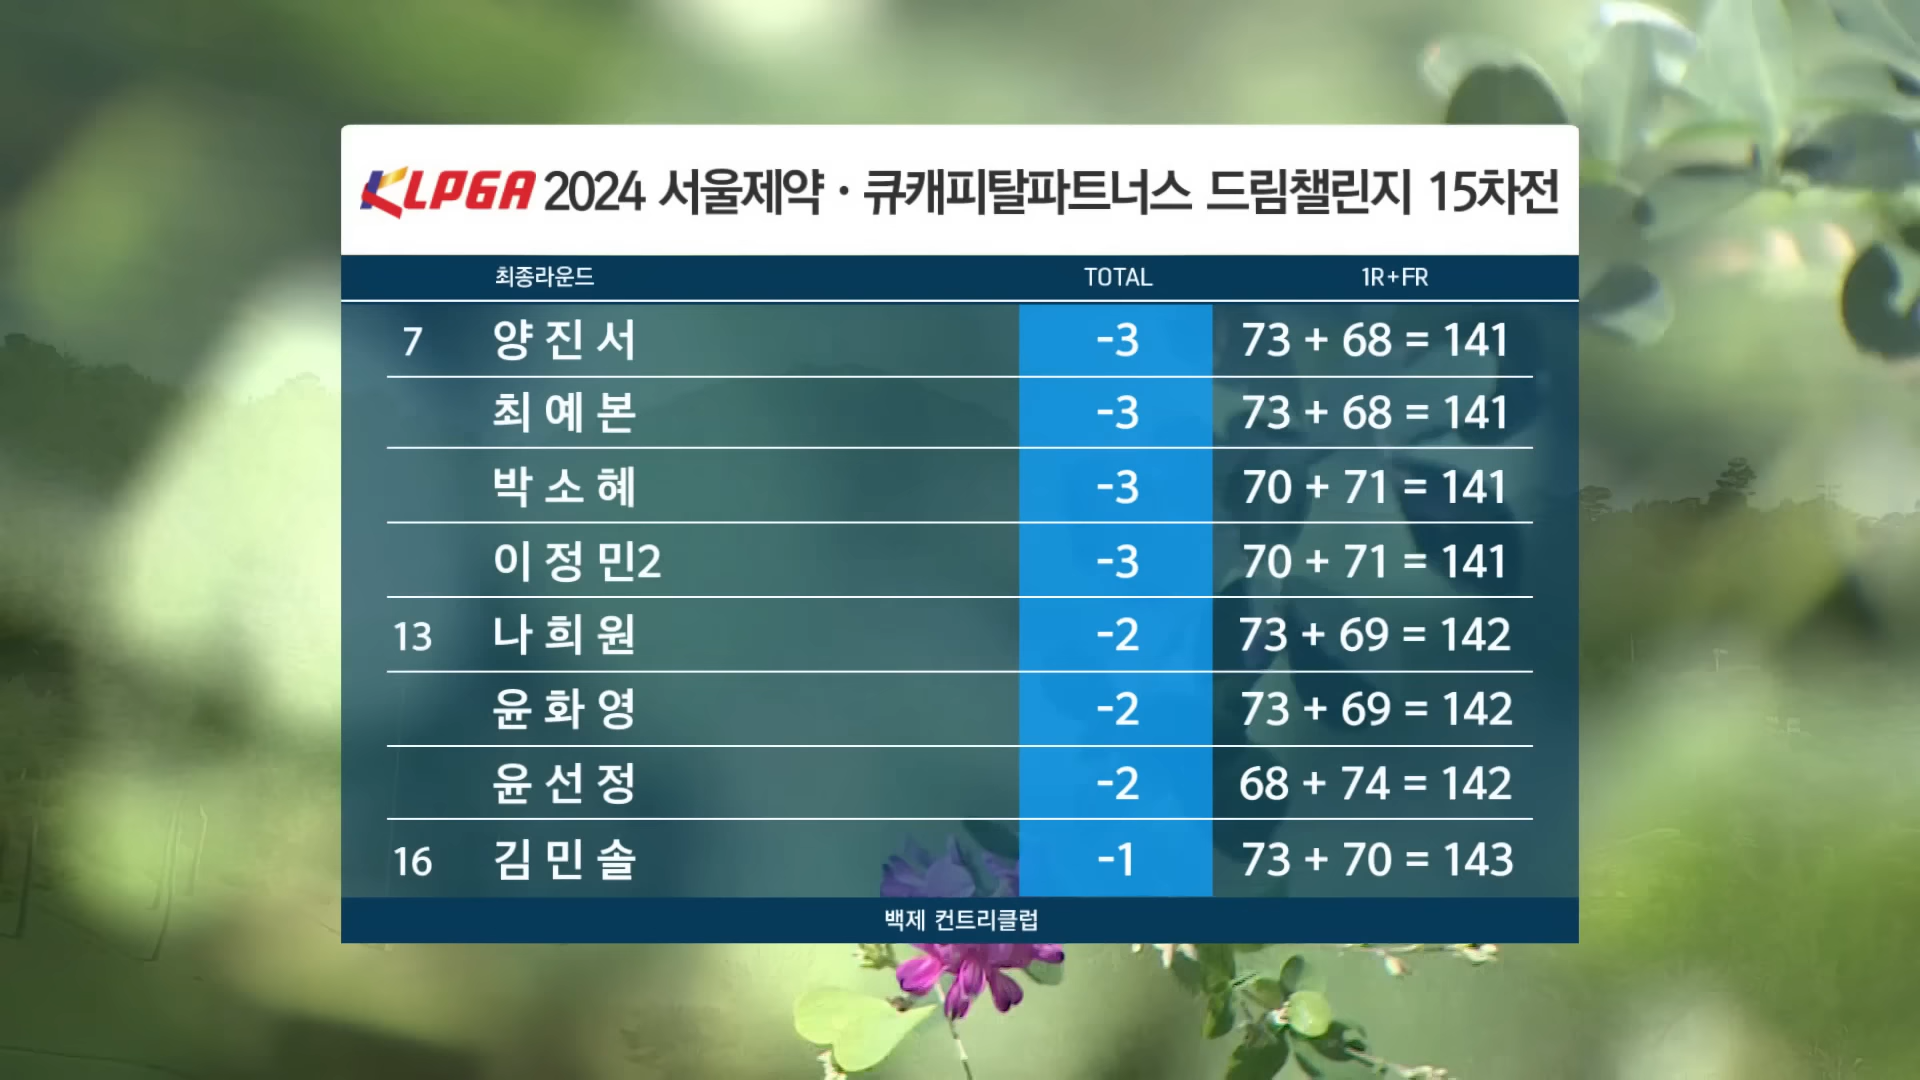 KLPGA 2024 서울제약 · 큐캐피탈파트너스 드림챌린지 15차전
최종라운드 TOTAL 1R+FR
7 양진서 -3 73 + 68 = 141
최예본 -3 73 + 68 = 141
박소혜 -3 70 + 71 = 141
이정민2 -3 70 + 71 = 141
13 나희원 -2 73 + 69 = 142
윤화영 -2 73 + 69 = 142
윤선정 -2 68 + 74 = 142
16 김민솔 -1 73 + 70 = 143
백제 컨트리클럽